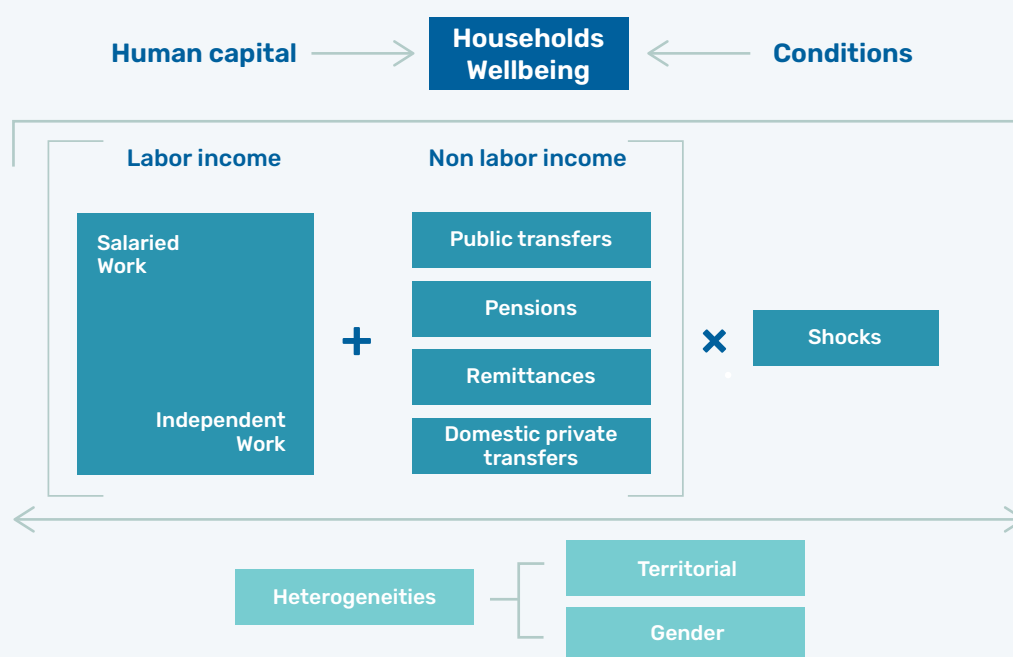 Human capital
Households
Wellbeing
Conditions
Labor income
Non labor income
Salaried
Work
Independent
Work
+
Public transfers
Pensions
Remittances
Domestic private
transfers
×
Shocks
Heterogeneities
Territorial
Gender